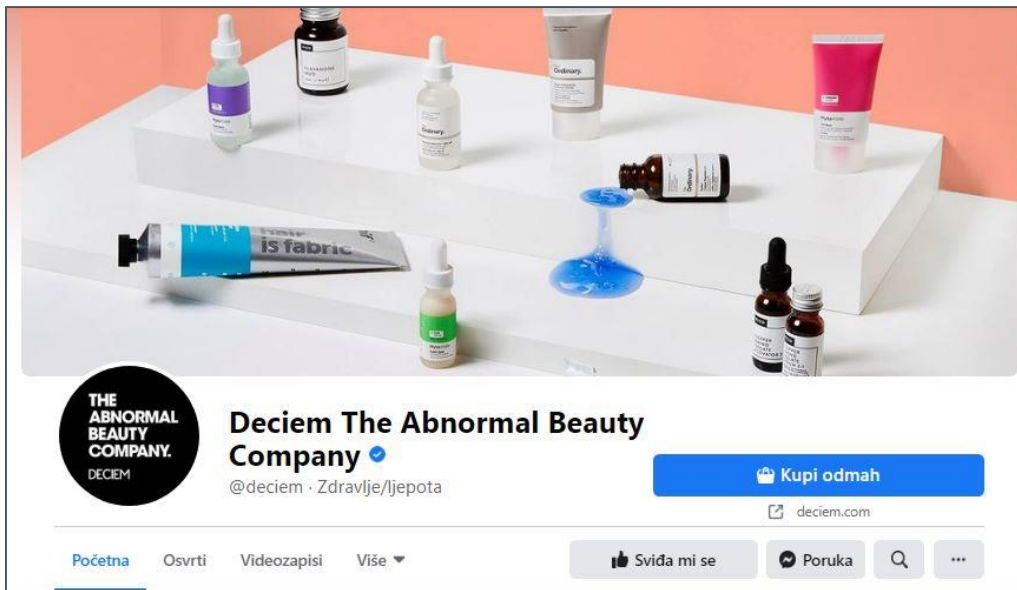 Ordinary.
Ordinary.
Ordinary.
hair
is fabric
THE
ABNORMAL
BEAUTY
COMPANY.
DECIEM
Deciem The Abnormal Beauty
Company
@deciem · Zdravlje/ljepota
Kupi odmah
deciem.com
Početna Osvrti Videozapisi Više
Sviđa mi se Poruka